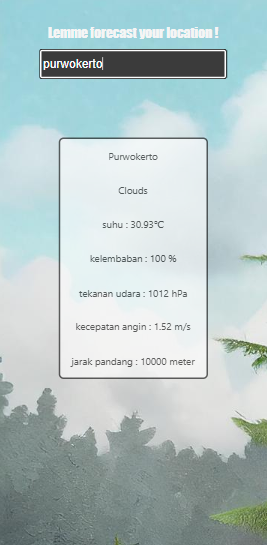 Lemme forecast your location !
purwokerto
Purwokerto
Clouds
suhu : 30.93°C
kelembaban : 100 %
tekanan udara : 1012 hPa
kecepatan angin : 1.52 m/s
jarak pandang : 10000 meter